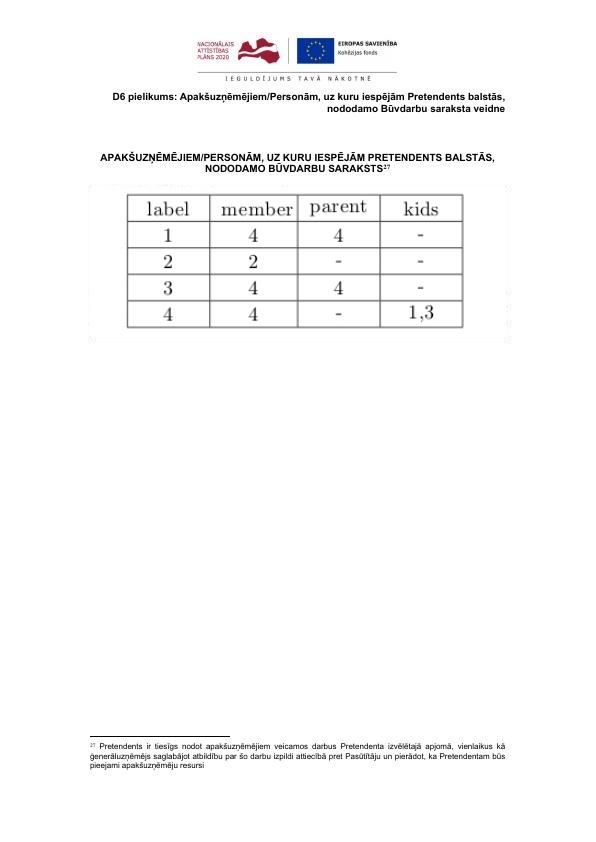 NACIONĀLAIS
ATTĪSTĪBAS
PLĀNS 2020
EIROPAS SAVIENĪBA
Kohēzijas fonds
IEGULDĪJUMS TAVĀ NĀKOTNĒ
D6 pielikums: Apakšuzņēmējiem/Personām, uz kuru iespējām Pretendents balstās,
nododamo Būvdarbu saraksta veidne
APAKŠUZŅĒMĒJIEM/PERSONĀM, UZ KURU IESPĒJĀM PRETENDENTS BALSTĀS,
NODODAMO BŪVDARBU SARAKSTS27
label member parent kids
1 4 4 -
2 2 - -
3 4 4 -
4 4 - 1,3
27 Pretendents ir tiesīgs nodot apakšuzņēmējiem veicamos darbus Pretendenta izvēlētajā apjomā, vienlaikus kā
ģenerāluzņēmējs saglabājot atbildību par šo darbu izpildi attiecībā pret Pasūtītāju un pierādot, ka Pretendentam būs
pieejami apakšuzņēmēju resursi